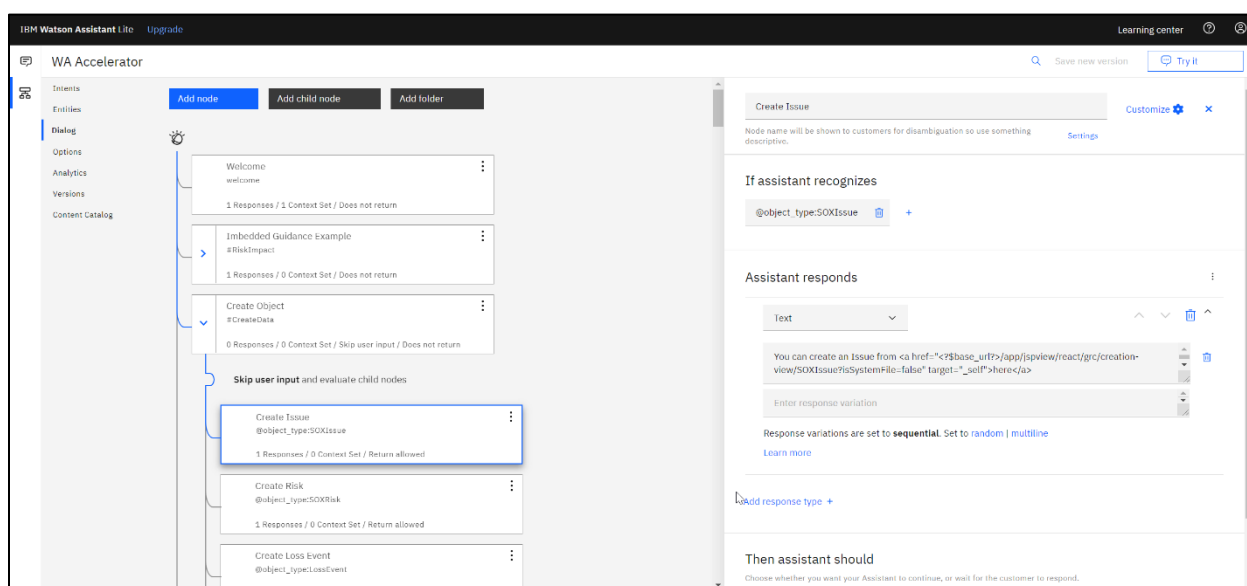 IBM Watson Assistant Lite Upgrade Learning center
WA Accelerator Save new version Try it
Intents
Entities
Dialog
Options
Analytics
Versions
Content Catalog
Add node Add child node Add folder
Welcome
welcome
1 Responses / 1 Context Set / Does not return
Imbedded Guidance Example
#RiskImpact
1 Responses / 0 Context Set / Does not return
Create Object
#CreateData
0 Responses / 0 Context Set / Skip user input / Does not return
Skip user input and evaluate child nodes
Create Issue
@object_type:SOXIssue
1 Responses / 0 Context Set / Return allowed
Create Risk
@object_type:SOXRisk
1 Responses / 0 Context Set / Return allowed
Create Loss Event
@object_type:LossEvent
Create Issue
Customize
Node name will be shown to customers for disambiguation so use something
descriptive.
Settings
If assistant recognizes
@object_type:SOXIssue
Assistant responds
Text
You can create an Issue from <a href="<?$base_url?>/app/jspview/react/grc/creation-
view/SOXIssue?isSystemFile=false" target="_self">here</a>
Enter response variation
Response variations are set to sequential. Set to random | multiline
Learn more
Add response type +
Then assistant should
Choose whether you want your Assistant to continue, or wait for the customer to respond.